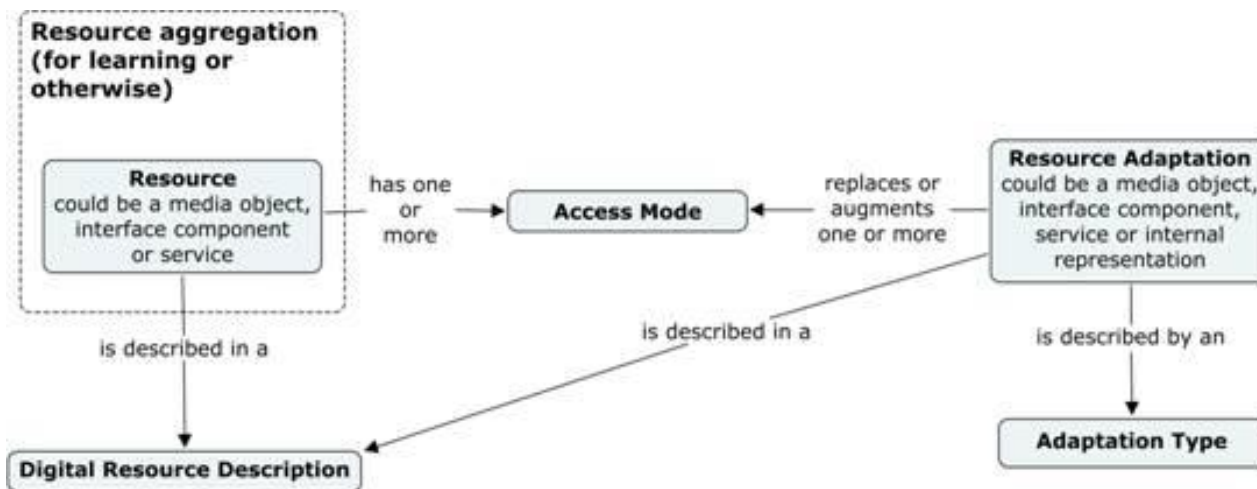 Resource aggregation
(for learning or
otherwise)
Resource
could be a media object,
interface component
or service
has one
or
more
Access Mode
replaces or
augments
one or more
Resource Adaptation
could be a media object,
interface component,
service or internal
representation
is described in a
is described in a
is described by an
Digital Resource Description
Adaptation Type